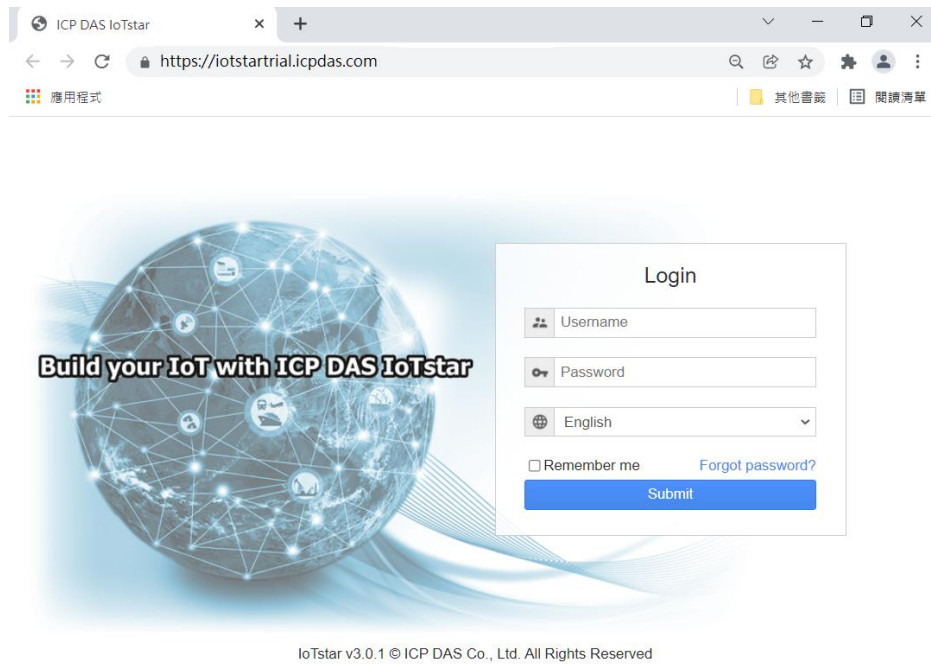 ICP DAS IoTstar
https://iotstartrial.icpdas.com
應用程式
其他書籤
閱讀清單
Build your IoT with ICP DAS IoTstar
Login
Username
Password
English
Remember me
Forgot password?
Submit
IoTstar v3.0.1 © ICP DAS Co., Ltd. All Rights Reserved